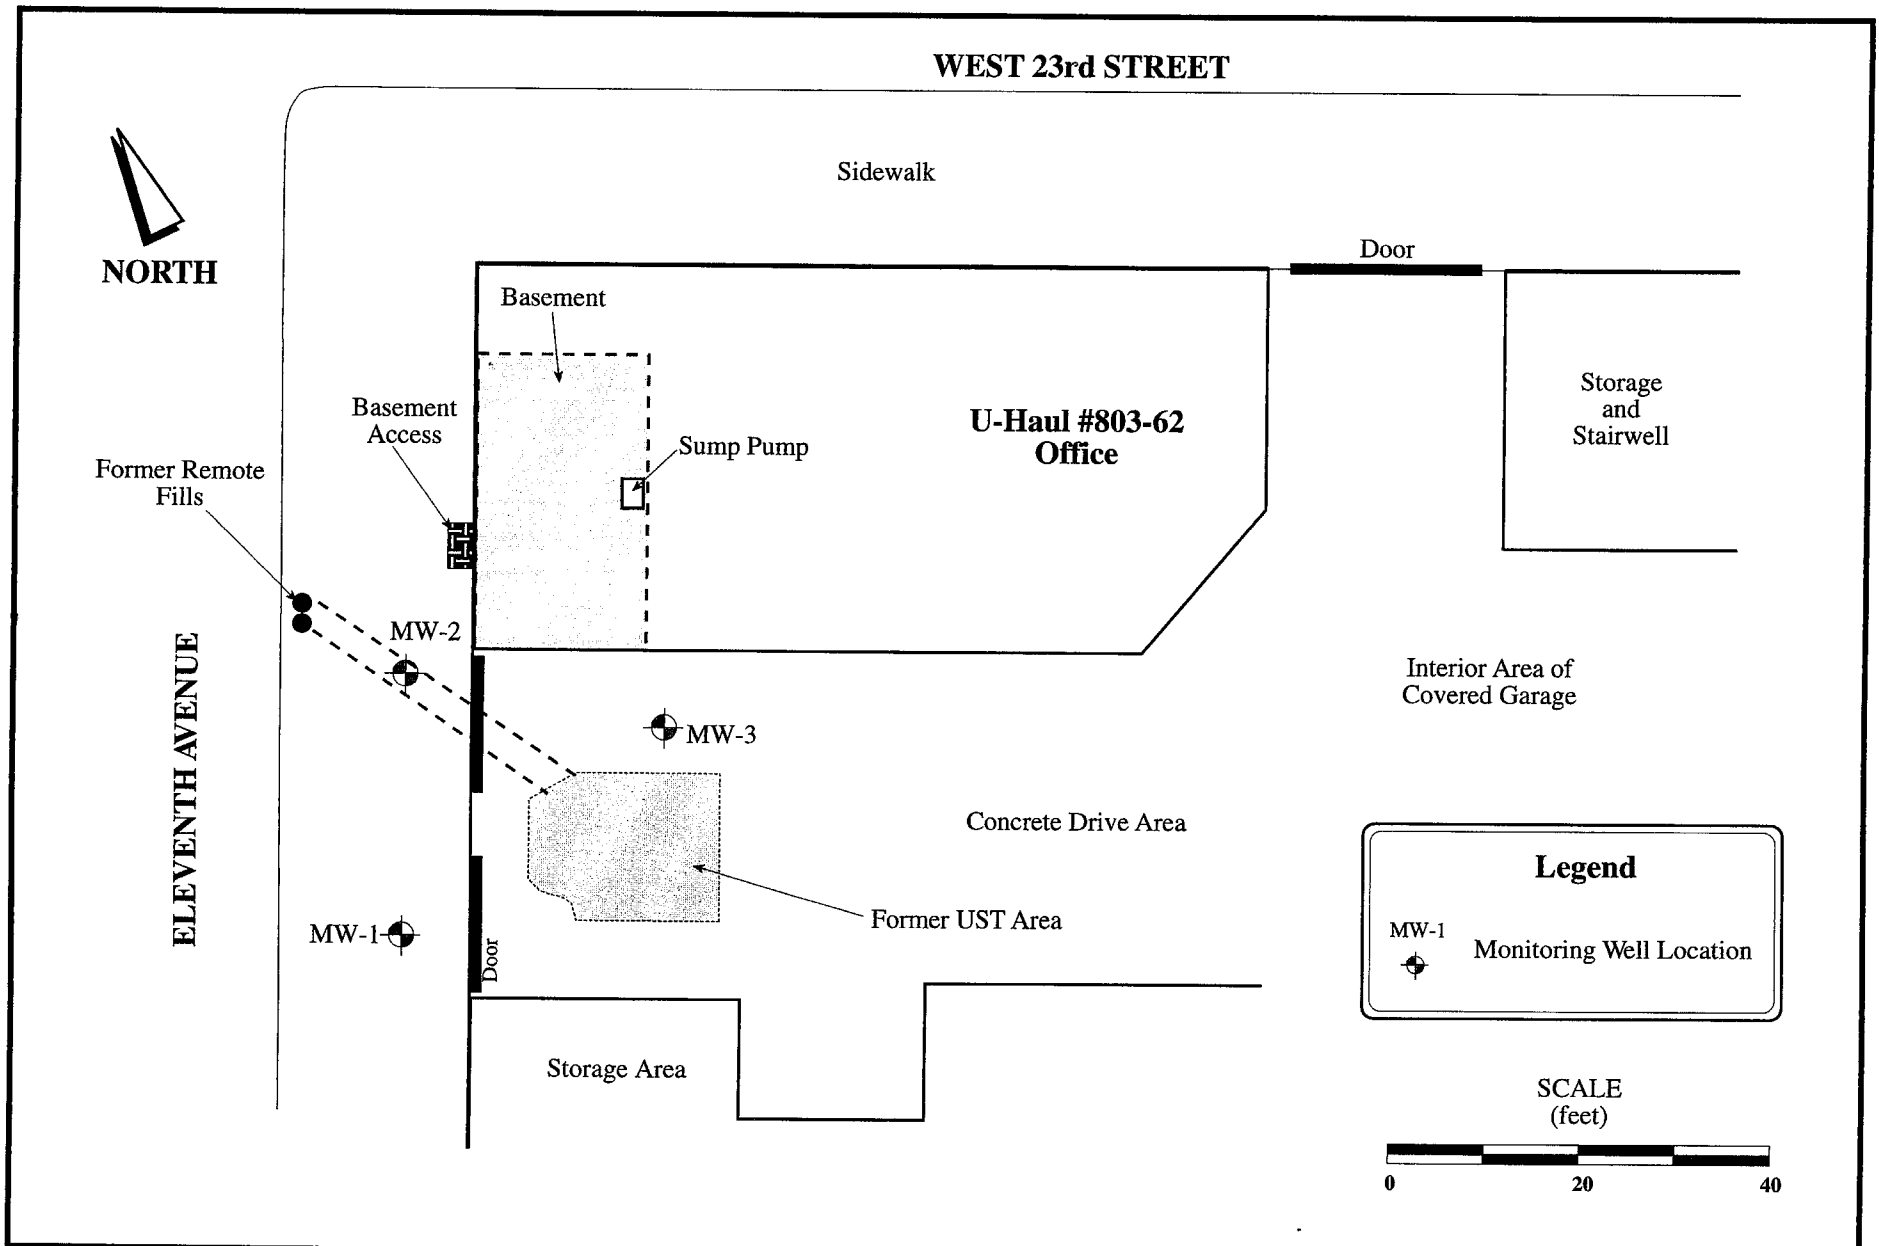 WEST 23rd STREET
Sidewalk
NORTH
Door
Basement
Storage
and
Stairwell
Basement
Access
U-Haul #803-62
Office
Sump Pump
Former Remote
Fills
MW-2
ELEVENTH AVENUE
Interior Area of
Covered Garage
MW-3
Concrete Drive Area
Legend
Former UST Area
MW-1
Door
MW-1
Monitoring Well Location
Storage Area
SCALE
(feet)
0 20 40